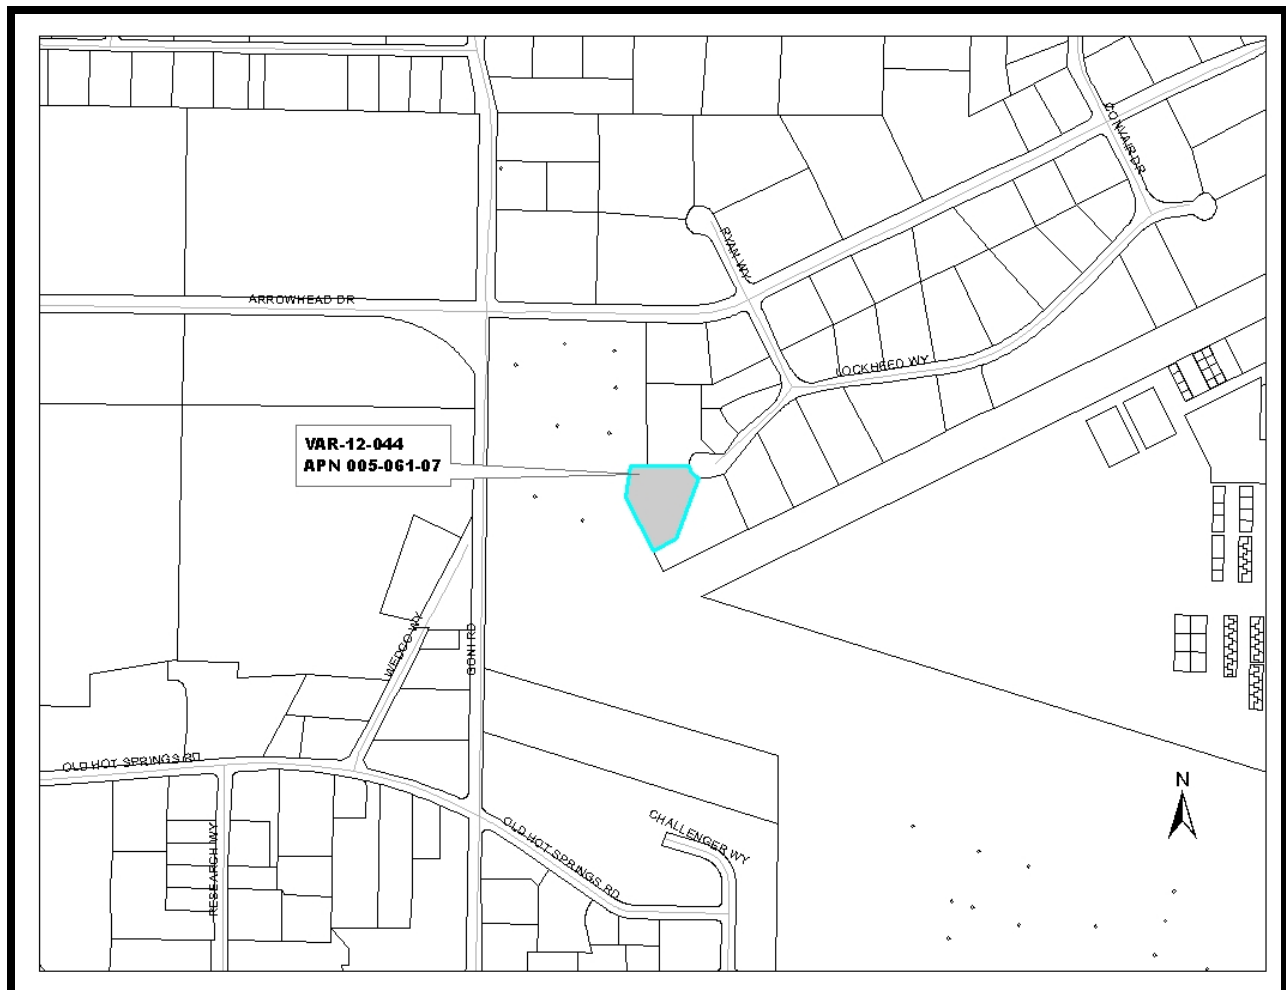 CONVAIR DR
RYAN WY
ARROWHEAD DR
LOCKHEED WY
VAR-12-044
APN 005-061-07
WEDCO WY
GONI RD
OLD HOT SPRINGS RD
N
CHALLENGER WY
OLD HOT SPRINGS RD
RESEARCH WY